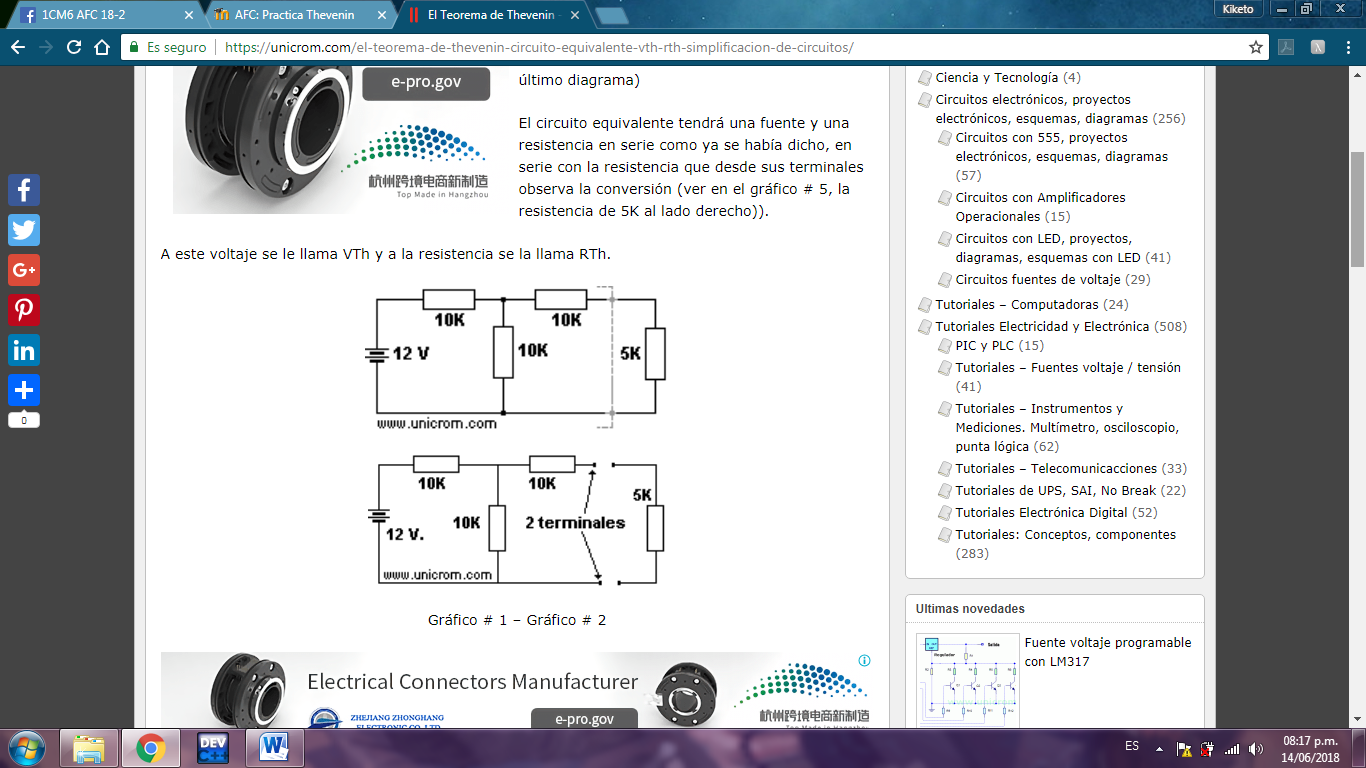 1CM6 AFC 18-2
AFC: Practica Thevenin
El Teorema de Thevenin
Kiketo
Es seguro
https://unicrom.com/el-teorema-de-thevenin-circuito-equivalente-vth-rth-simplificacion-de-circuitos/
e-pro.gov
杭州跨境电商新制造
Top Made in Hangzhou
último diagrama)
El circuito equivalente tendrá una fuente y una
resistencia en serie como ya se había dicho, en
serie con la resistencia que desde sus terminales
observa la conversión (ver en el gráfico # 5, la
resistencia de 5K al lado derecho)).
A este voltaje se le llama VTh y a la resistencia se la llama RTh.
10K
10K
12 V
10K
5K
www.unicrom.com
10K
10K
5K
10K
2 terminales
12 V.
www.unicrom.com
Gráfico # 1 – Gráfico # 2
Electrical Connectors Manufacturer
ZHEJIANG ZHONGHANG
ELECTRONIC CO.,LTD
e-pro.gov
杭州跨境电商新制造
0
Ciencia y Tecnología (4)
Circuitos electrónicos, proyectos
electrónicos, esquemas, diagramas (256)
Circuitos con 555, proyectos
electrónicos, esquemas, diagramas
(57)
Circuitos con Amplificadores
Operacionales (15)
Circuitos con LED, proyectos,
diagramas, esquemas con LED (41)
Circuitos fuentes de voltaje (29)
Tutoriales – Computadoras (24)
Tutoriales Electricidad y Electrónica (508)
PIC y PLC (15)
Tutoriales – Fuentes voltaje / tensión
(41)
Tutoriales – Instrumentos y
Mediciones. Multímetro, osciloscopio,
punta lógica (62)
Tutoriales – Telecomunicacciones (33)
Tutoriales de UPS, SAI, No Break (22)
Tutoriales Electrónica Digital (52)
Tutoriales: Conceptos, componentes
(283)
Ultimas novedades
Regulador
Salida
Fuente voltaje programable
con LM317
DEV
C++
ES
08:17 p.m.
14/06/2018